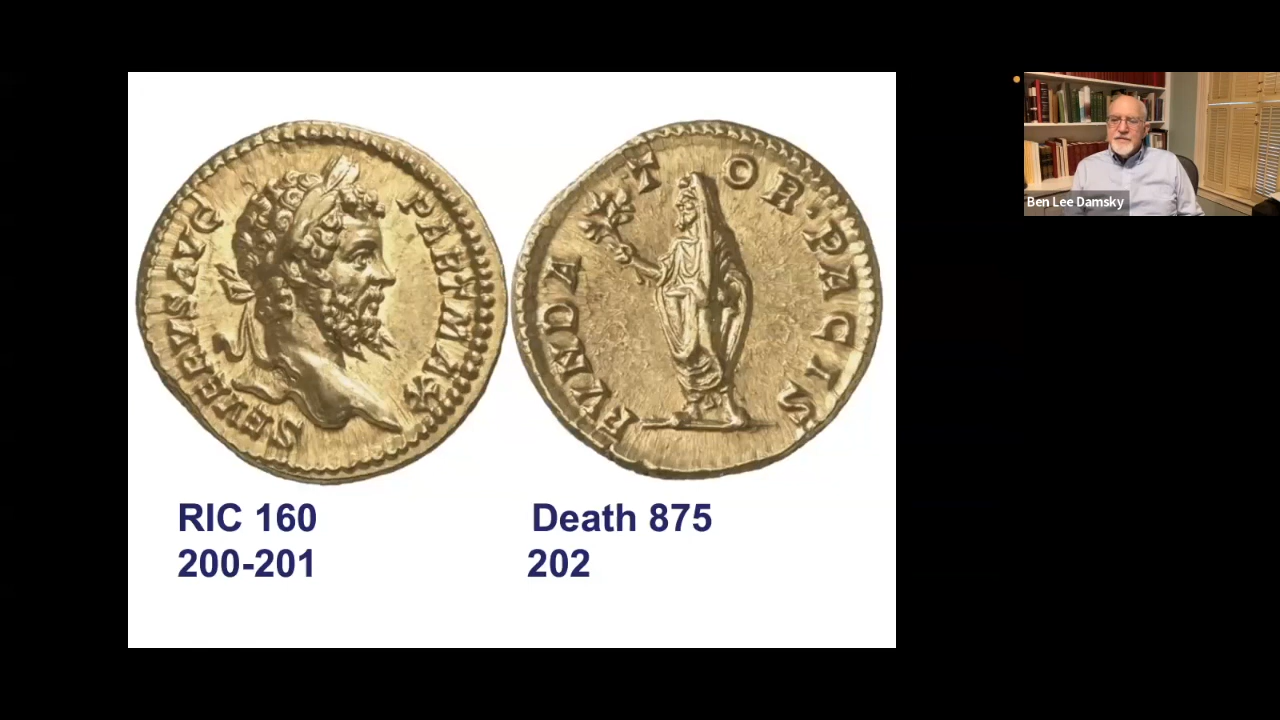 SEVERVS AVG PART MAX
FVNDATOR PACIS
RIC 160
200-201
Death 875
202
Ben Lee Damsky